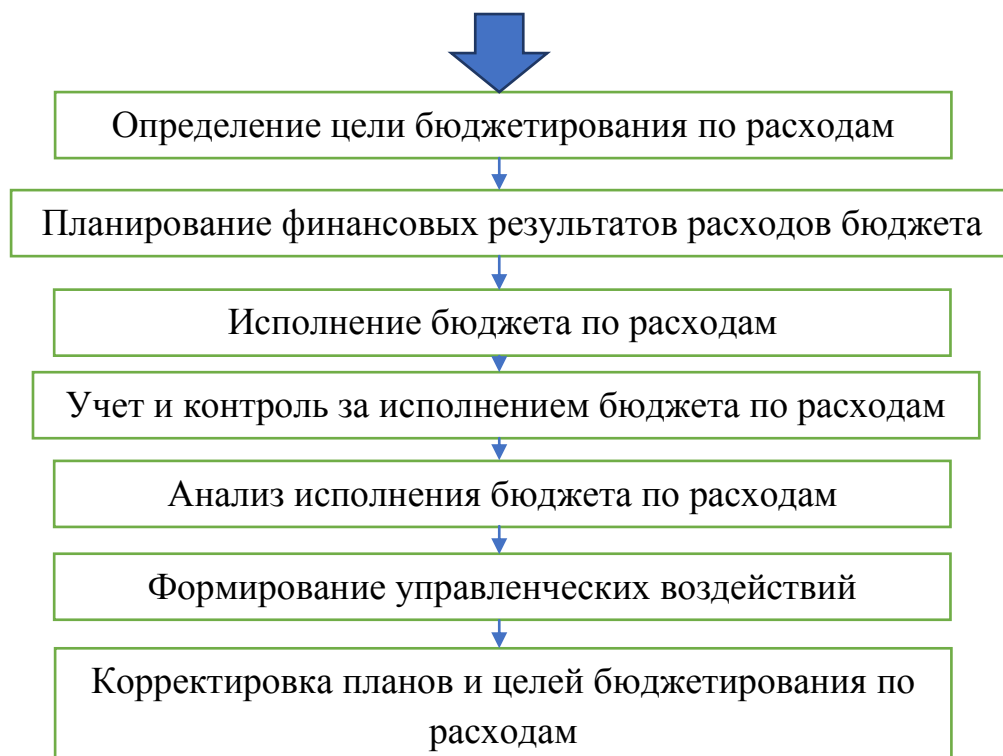 Определение цели бюджетирования по расходам
Планирование финансовых результатов расходов бюджета
Исполнение бюджета по расходам
Учет и контроль за исполнением бюджета по расходам
Анализ исполнения бюджета по расходам
Формирование управленческих воздействий
Корректировка планов и целей бюджетирования по
расходам